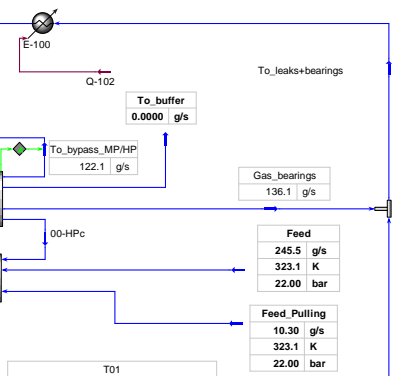 E-100
Q-102
To_leaks+bearings
To_buffer
0.0000 g/s
To_bypass_MP/HP
122.1 g/s
Gas_bearings
136.1 g/s
00-HPc
Feed
245.5 g/s
323.1 K
22.00 bar
Feed_Pulling
10.30 g/s
323.1 K
22.00 bar
T01